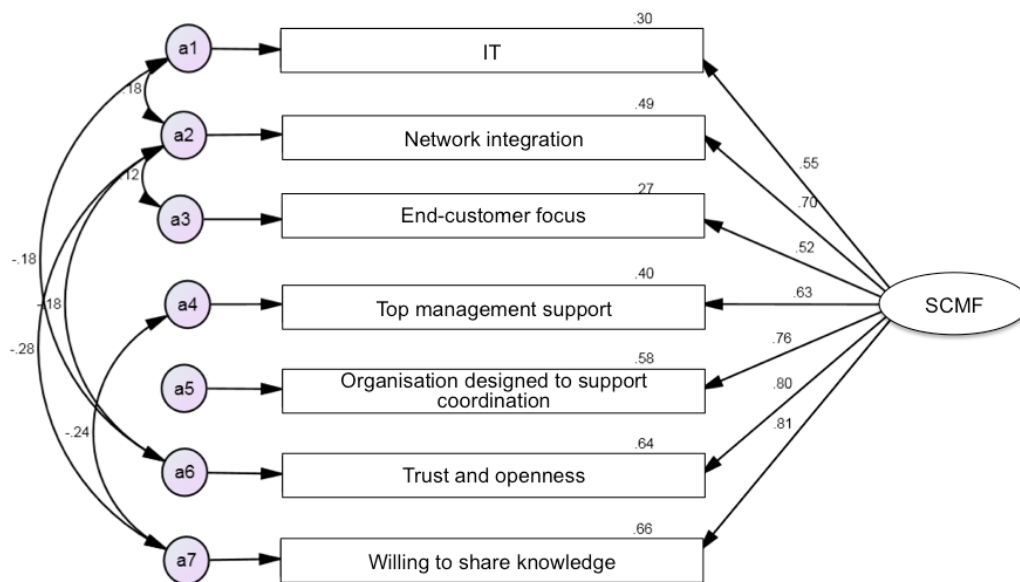 .30
a1
IT
.18
.49
a2
Network integration
.55
.70
.12
.27
a3
End-customer focus
.52
-.18
.40
a4
Top management support
.63
SCMF
-.18
-.28
.76
.58
a5
Organisation designed to support
coordination
.80
.81
-.24
.64
a6
Trust and openness
.66
a7
Willing to share knowledge